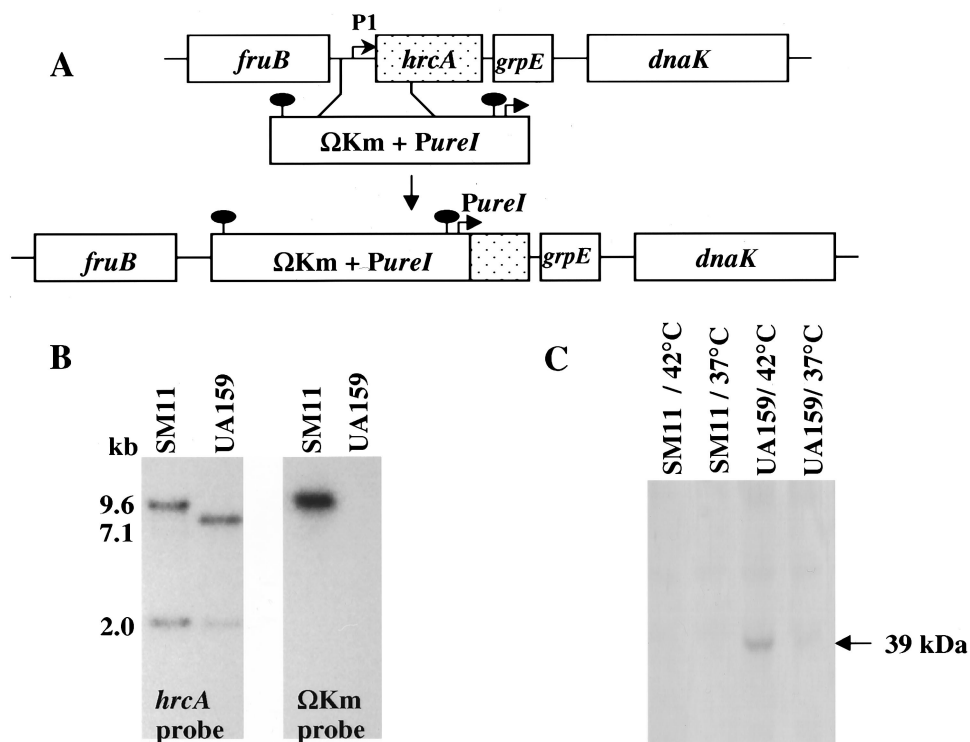 A
P1
fruB
hrcA
grpE
dnaK
ΩKm + PureI
PureI
fruB
ΩKm + PureI
grpE
dnaK
B
kb
SM11
UA159
SM11
UA159
9.6
7.1
2.0
hrcA
probe
ΩKm
probe
C
SM11 / 42°C
SM11 / 37°C
UA159/ 42°C
UA159/ 37°C
39 kDa